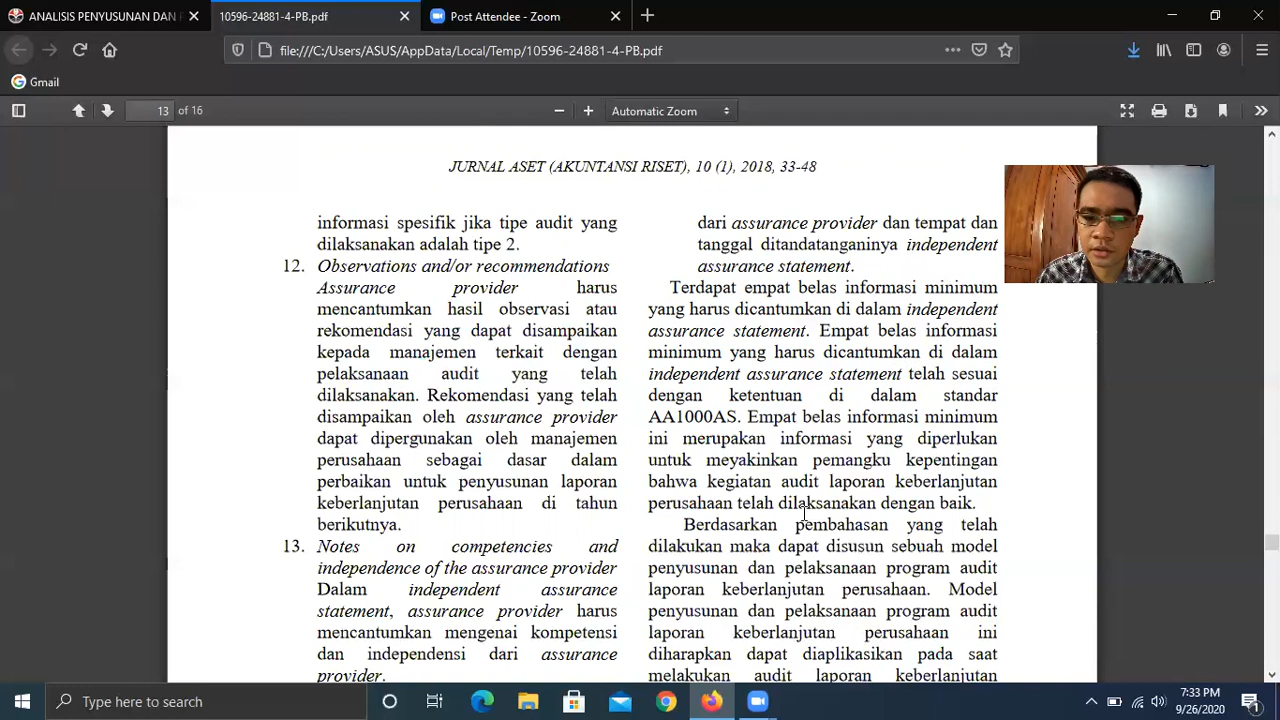 ANALISIS PENYUSUNAN DAN
10596-24881-4-PB.pdf
Post Attendee - Zoom
file:///C:/Users/ASUS/AppData/Local/Temp/10596-24881-4-PB.pdf
Gmail
13 of 16
Automatic Zoom
JURNAL ASET (AKUNTANSI RISET), 10 (1), 2018, 33-48
informasi spesifik jika tipe audit yang
dilaksanakan adalah tipe 2.
12. Observations and/or recommendations
Assurance provider harus
mencantumkan hasil observasi atau
rekomendasi yang dapat disampaikan
kepada manajemen terkait dengan
pelaksanaan audit yang telah
dilaksanakan. Rekomendasi yang telah
disampaikan oleh assurance provider
dapat dipergunakan oleh manajemen
perusahaan sebagai dasar dalam
perbaikan untuk penyusunan laporan
keberlanjutan perusahaan di tahun
berikutnya.
13. Notes on competencies and
independence of the assurance provider
Dalam independent assurance
statement, assurance provider harus
mencantumkan mengenai kompetensi
dan independensi dari assurance
provider.
dari assurance provider dan tempat dan
tanggal ditandatanganinya independent
assurance statement.
Terdapat empat belas informasi minimum
yang harus dicantumkan di dalam independent
assurance statement. Empat belas informasi
minimum yang harus dicantumkan di dalam
independent assurance statement telah sesuai
dengan ketentuan di dalam standar
AA1000AS. Empat belas informasi minimum
ini merupakan informasi yang diperlukan
untuk meyakinkan pemangku kepentingan
bahwa kegiatan audit laporan keberlanjutan
perusahaan telah dilaksanakan dengan baik.
Berdasarkan pembahasan yang telah
dilakukan maka dapat disusun sebuah model
penyusunan dan pelaksanaan program audit
laporan keberlanjutan perusahaan. Model
penyusunan dan pelaksanaan program audit
laporan keberlanjutan perusahaan ini
diharapkan dapat diaplikasikan pada saat
melakukan audit laporan keberlanjutan
Type here to search
7:33 PM
9/26/2020